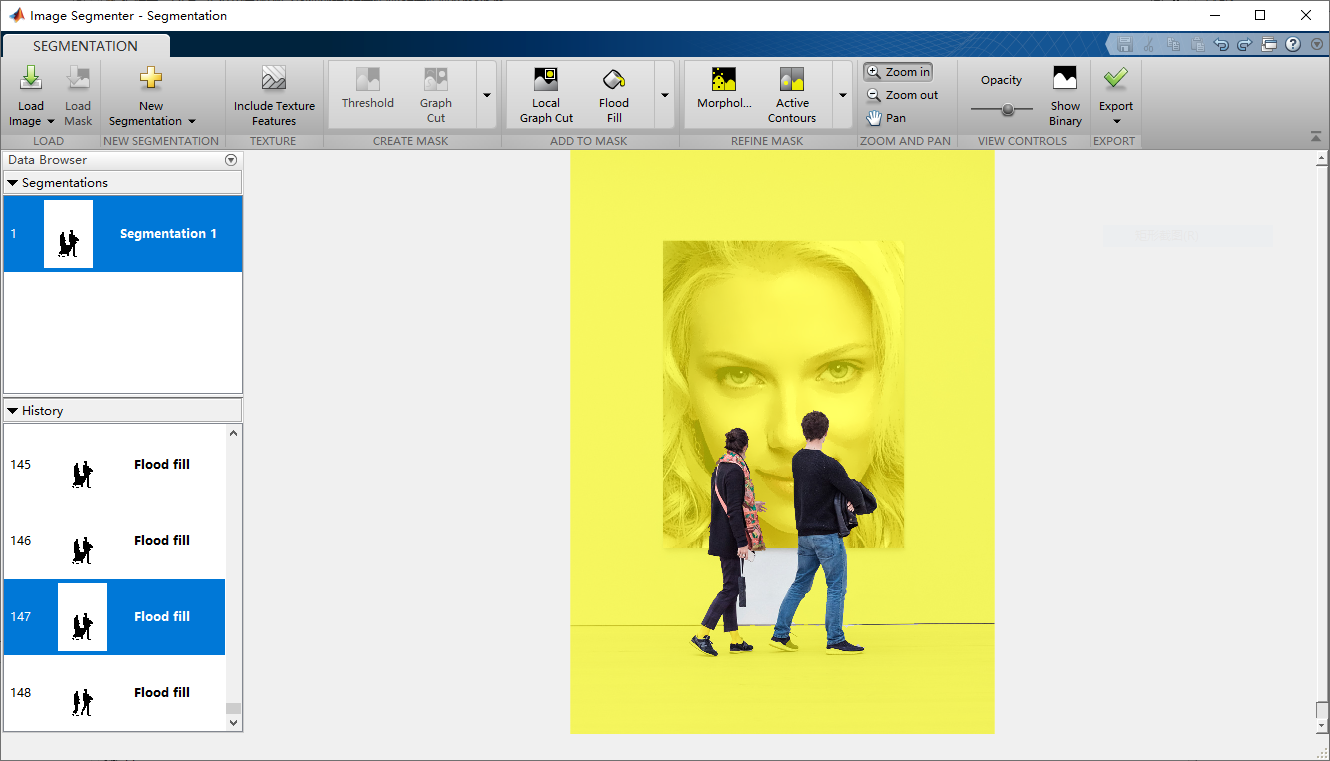 Image Segmenter - Segmentation
SEGMENTATION
Load
Image
Load
Mask
New
Segmentation
Include Texture
Features
Threshold
Graph
Cut
Local
Graph Cut
Flood
Fill
Morphol...
Active
Contours
Zoom in
Zoom out
Pan
Opacity
Show
Binary
Export
LOAD
NEW SEGMENTATION
TEXTURE
CREATE MASK
ADD TO MASK
REFINE MASK
ZOOM AND PAN
VIEW CONTROLS
EXPORT
Data Browser
Segmentations
1 Segmentation 1
History
145 Flood fill
146 Flood fill
147 Flood fill
148 Flood fill